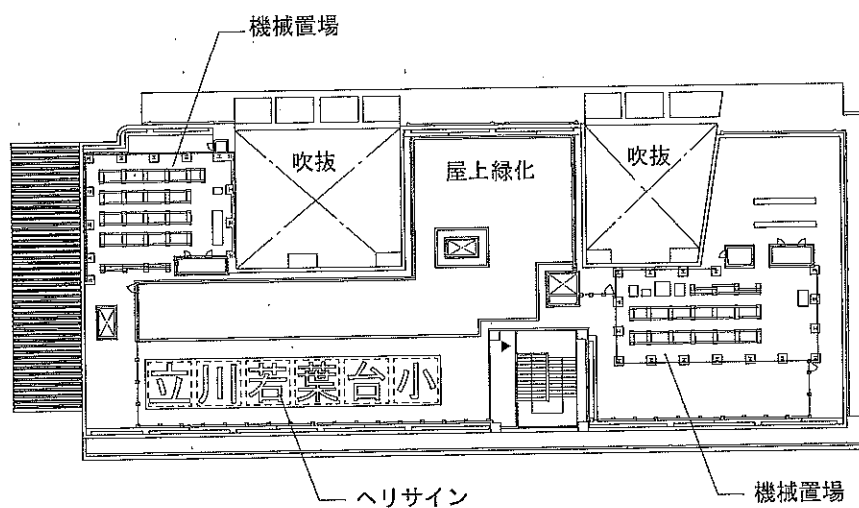 機械置場
吹抜
屋上緑化
吹抜
立川若葉台小
ヘリサイン
機械置場